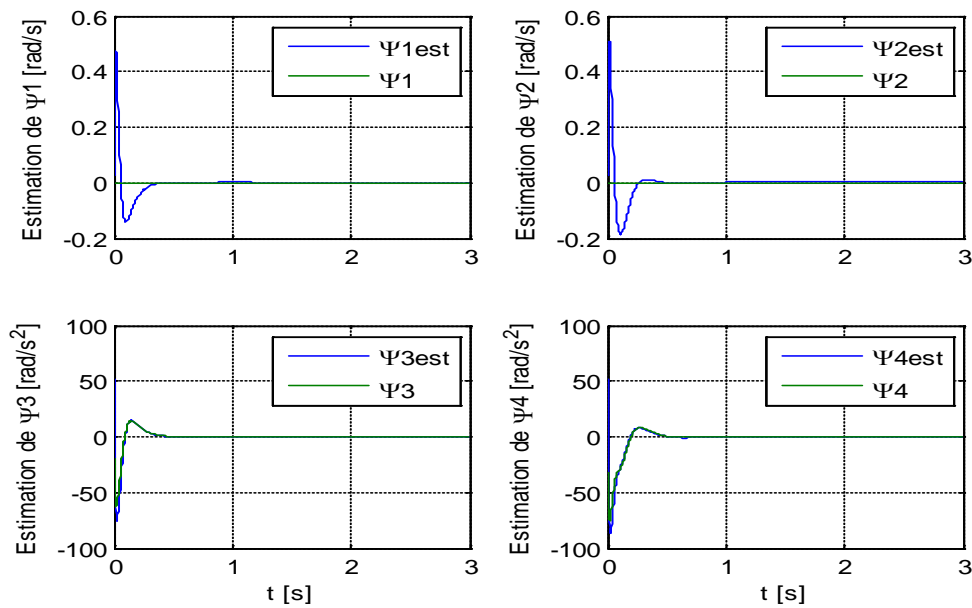 Estimation de Ψ1 [rad/s]
0.6
0.4
0.2
0
-0.2
0 1 2 3
Ψ1est
Ψ1
Estimation de Ψ2 [rad/s]
0.6
0.4
0.2
0
-0.2
0 1 2 3
Ψ2est
Ψ2
Estimation de Ψ3 [rad/s²]
100
50
0
-50
-100
0 1 2 3
t [s]
Ψ3est
Ψ3
Estimation de Ψ4 [rad/s²]
100
50
0
-50
-100
0 1 2 3
t [s]
Ψ4est
Ψ4